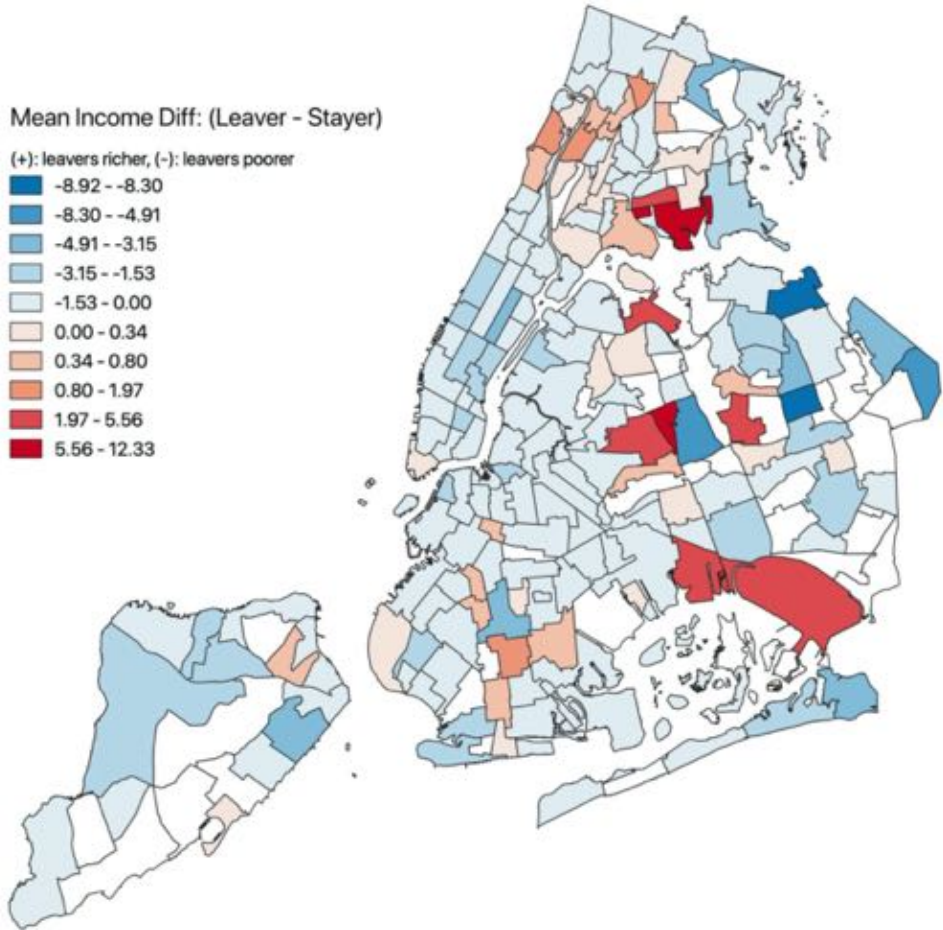 Mean Income Diff: (Leaver - Stayer)
(+): leavers richer, (-): leavers poorer
-8.92 - -8.30
-8.30 - -4.91
-4.91 - -3.15
-3.15 - -1.53
-1.53 - 0.00
0.00 - 0.34
0.34 - 0.80
0.80 - 1.97
1.97 - 5.56
5.56 - 12.33